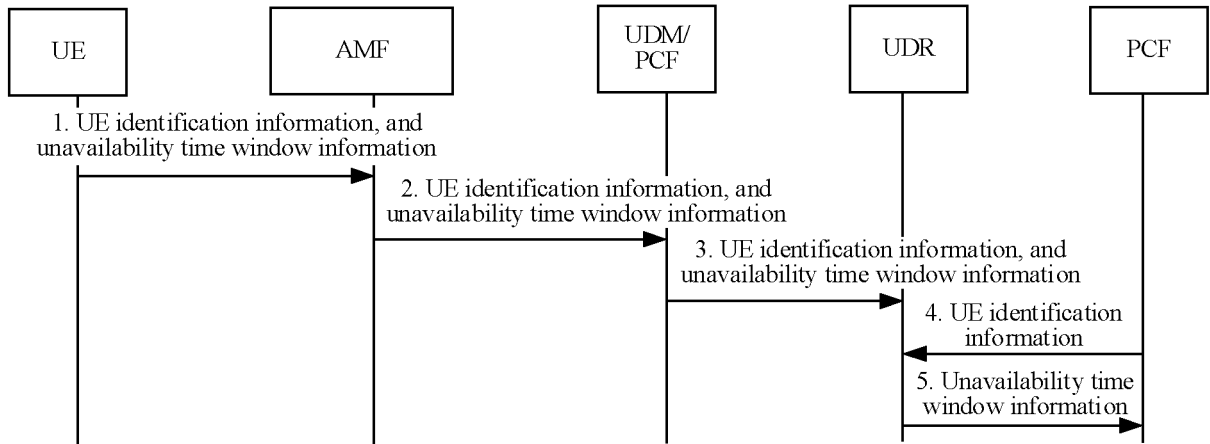 UE
AMF
UDM/
PCF
UDR
PCF
1. UE identification information, and
unavailability time window information
2. UE identification information, and
unavailability time window information
3. UE identification information, and
unavailability time window information
4. UE identification
information
5. Unavailability time
window information